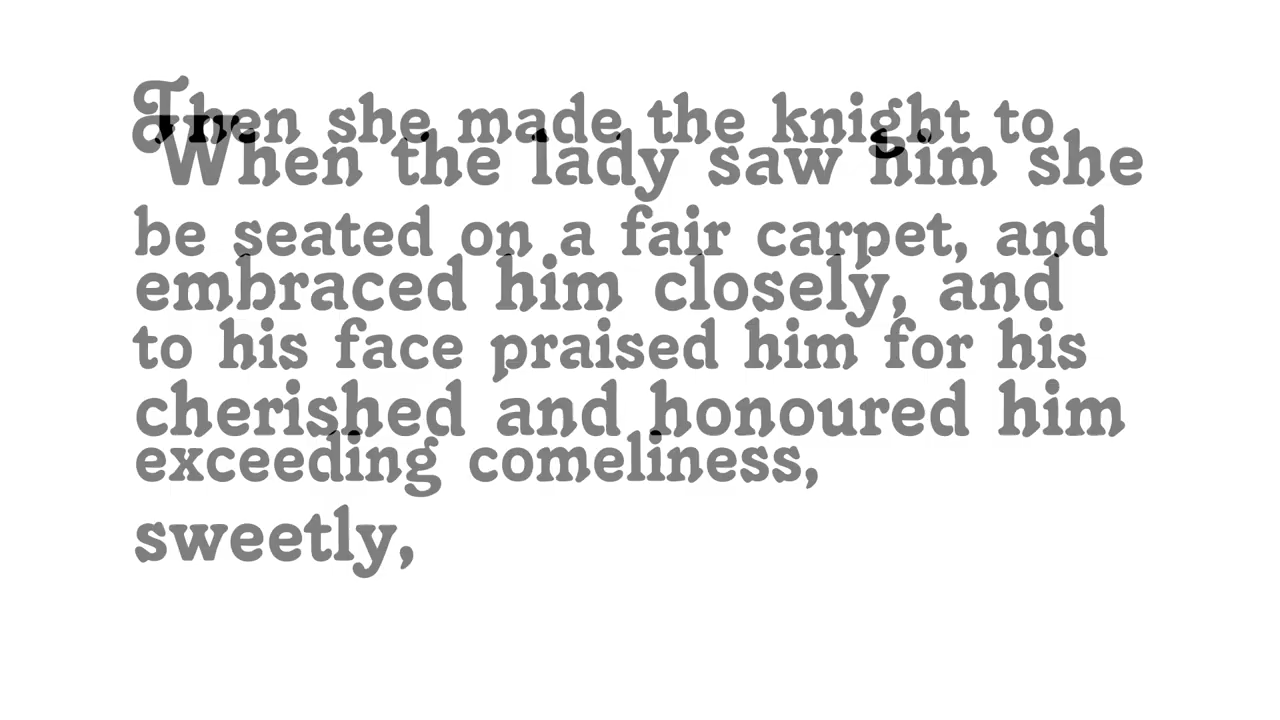 Then she made the knight to
When the lady saw him she
be seated on a fair carpet, and
embraced him closely, and
to his face praised him for his
cherished and honoured him
exceeding comeliness,
sweetly,